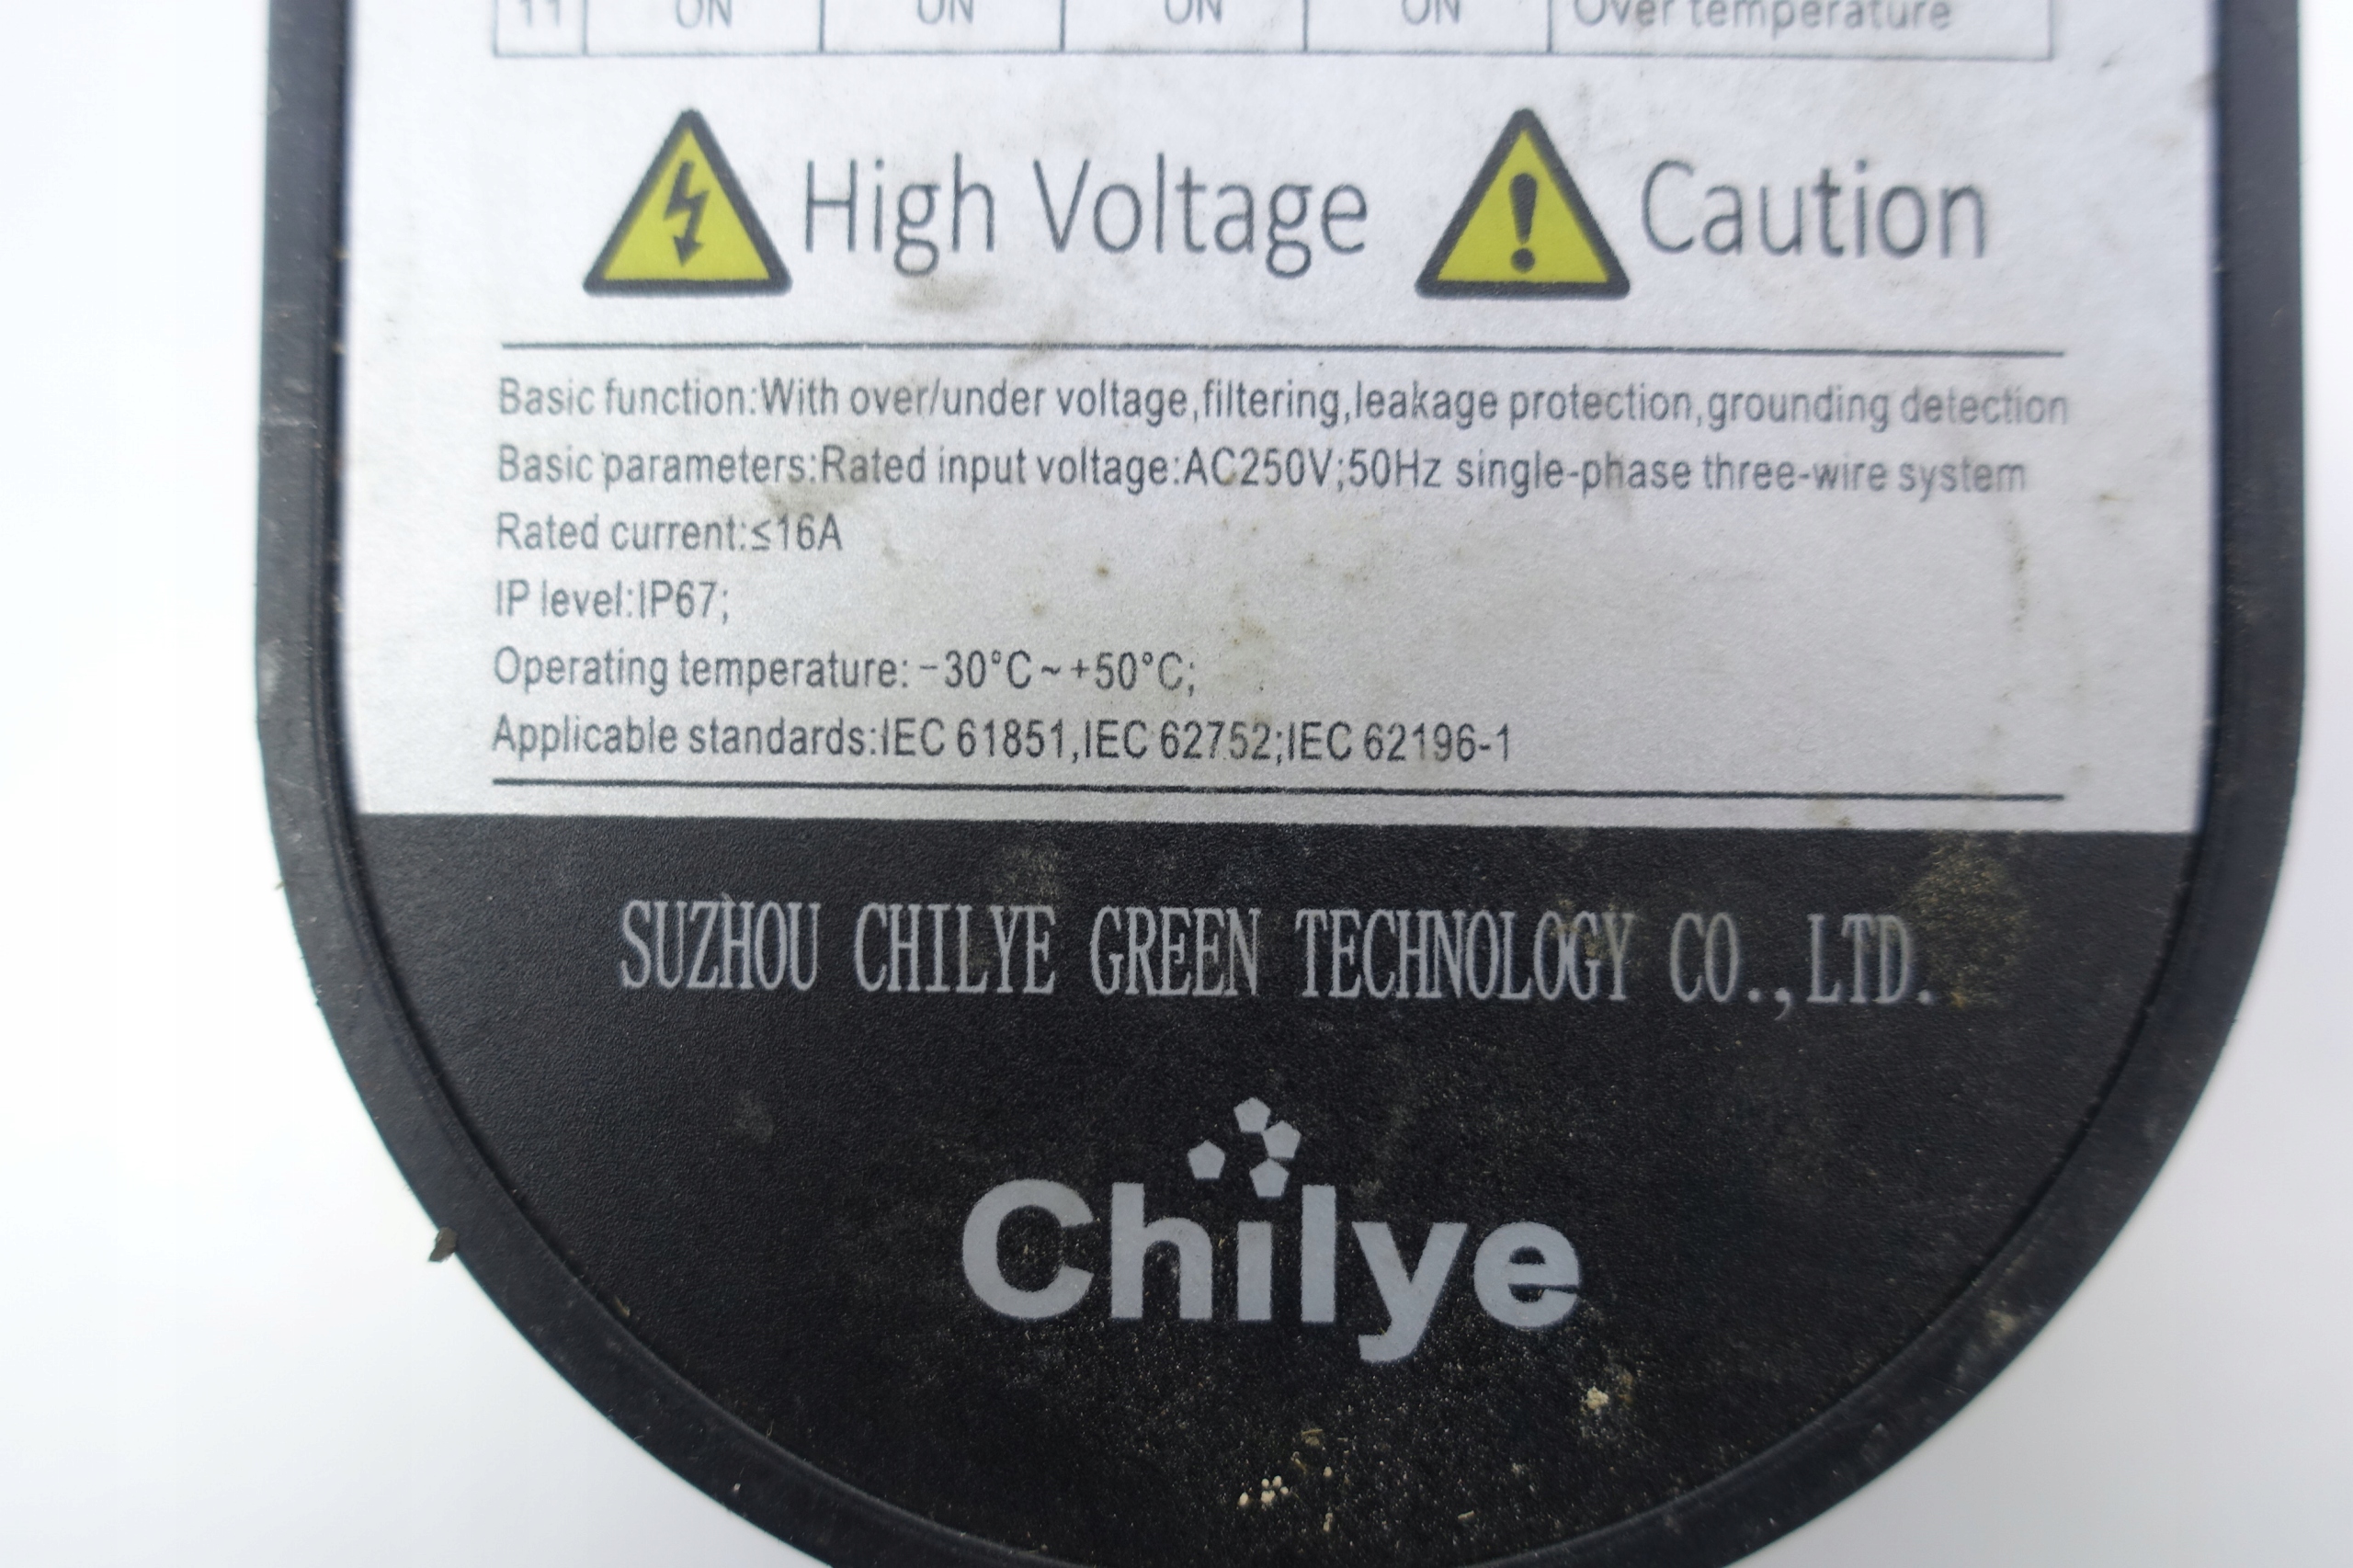 11 ON ON ON ON Over temperature
High Voltage Caution
Basic function:With over/under voltage,filtering,leakage protection,grounding detection
Basic parameters:Rated input voltage:AC250V;50Hz single-phase three-wire system
Rated current:≤16A
IP level:IP67;
Operating temperature: -30°C ~ +50°C;
Applicable standards:IEC 61851,IEC 62752;IEC 62196-1
SUZHOU CHILYE GREEN TECHNOLOGY CO.,LTD.
Chilye